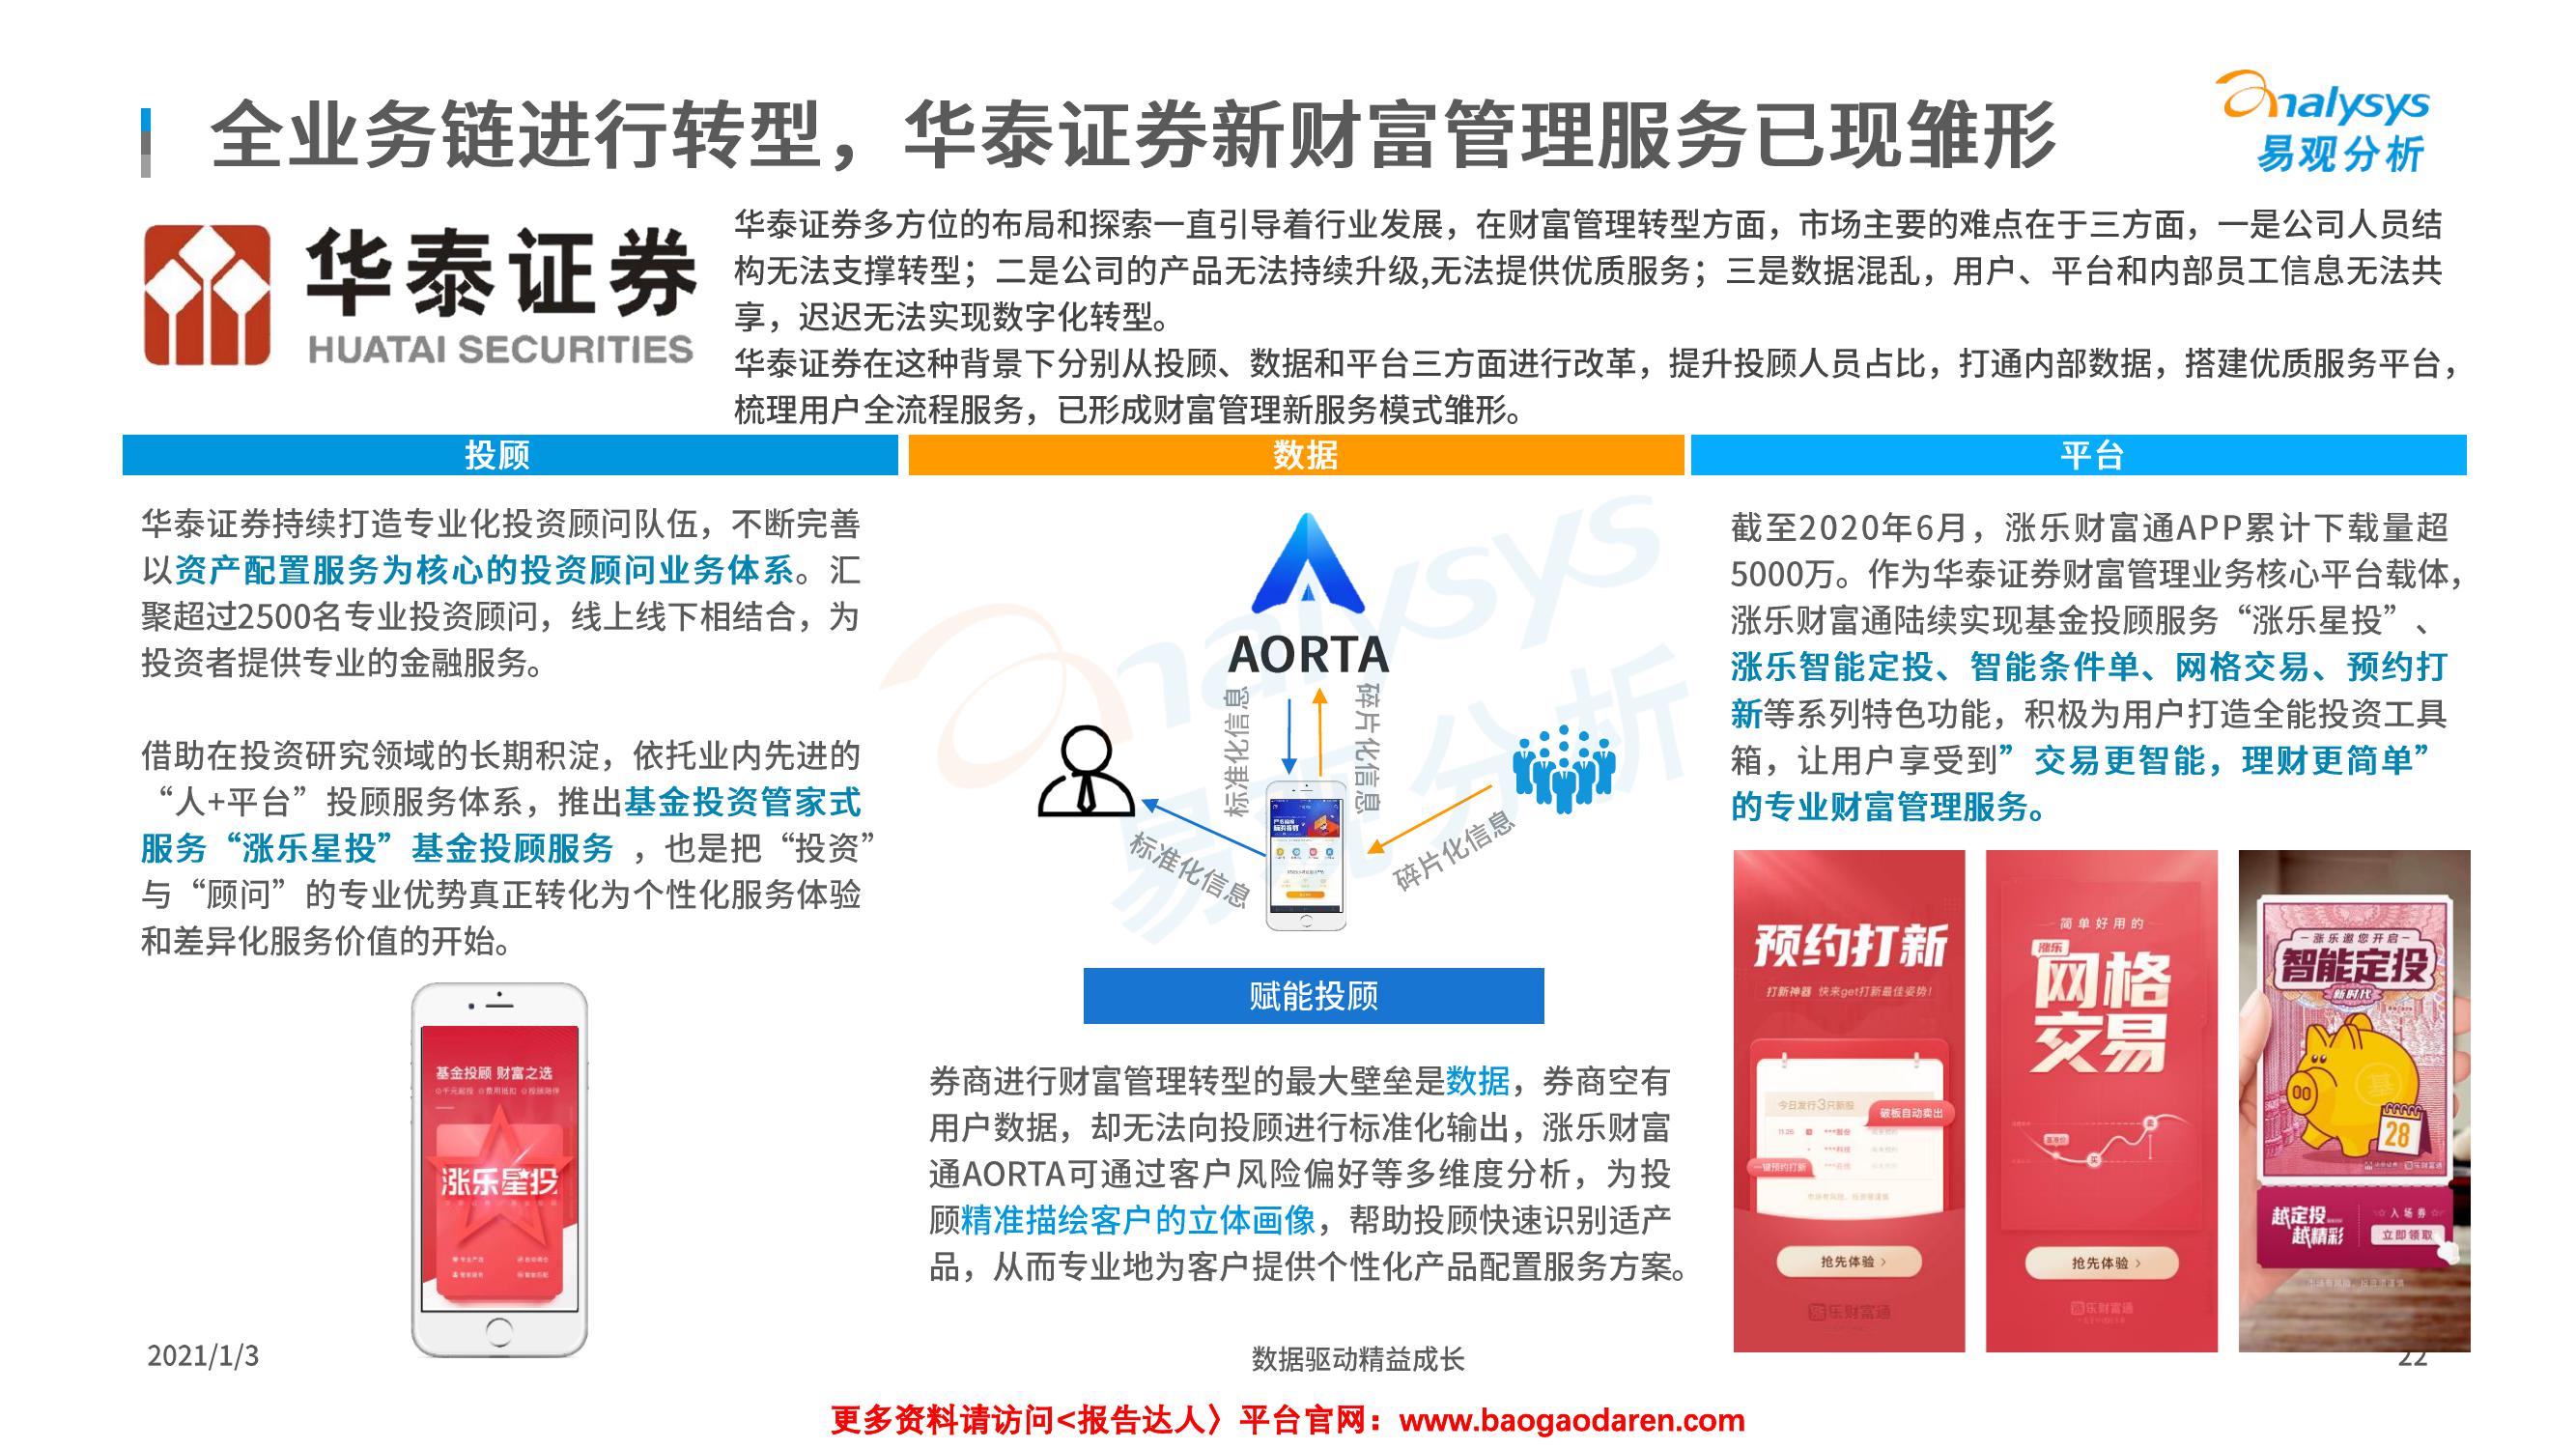 全业务链进行转型，华泰证券新财富管理服务已现雏形
analysys
易观分析
华泰证券
HUATAI SECURITIES
华泰证券多方位的布局和探索一直引导着行业发展，在财富管理转型方面，市场主要的难点在于三方面，一是公司人员结
构无法支撑转型；二是公司的产品无法持续升级,无法提供优质服务；三是数据混乱，用户、平台和内部员工信息无法共
享，迟迟无法实现数字化转型。
华泰证券在这种背景下分别从投顾、数据和平台三方面进行改革，提升投顾人员占比，打通内部数据，搭建优质服务平台，
梳理用户全流程服务，已形成财富管理新服务模式雏形。
投顾
华泰证券持续打造专业化投资顾问队伍，不断完善
以资产配置服务为核心的投资顾问业务体系。汇
聚超过2500名专业投资顾问，线上线下相结合，为
投资者提供专业的金融服务。
借助在投资研究领域的长期积淀，依托业内先进的
“人+平台”投顾服务体系，推出基金投资管家式
服务“涨乐星投”基金投顾服务 ，也是把“投资”
与“顾问”的专业优势真正转化为个性化服务体验
和差异化服务价值的开始。
基金投顾 财富之选
涨乐星投
数据
AORTA
标准化信息
碎片化信息
标准化信息
碎片化信息
赋能投顾
券商进行财富管理转型的最大壁垒是数据，券商空有
用户数据，却无法向投顾进行标准化输出，涨乐财富
通AORTA可通过客户风险偏好等多维度分析，为投
顾精准描绘客户的立体画像，帮助投顾快速识别适产
品，从而专业地为客户提供个性化产品配置服务方案。
平台
截至2020年6月，涨乐财富通APP累计下载量超
5000万。作为华泰证券财富管理业务核心平台载体，
涨乐财富通陆续实现基金投顾服务“涨乐星投”、
涨乐智能定投、智能条件单、网格交易、预约打
新等系列特色功能，积极为用户打造全能投资工具
箱，让用户享受到”交易更智能，理财更简单”
的专业财富管理服务。
预约打新
打新神器 快来get打新最佳姿势!
今日发行3只新股
破板自动卖出
一键预约打新
抢先体验
涨乐财富通
简单好用的
涨乐
网格
交易
抢先体验
涨乐财富通
涨乐邀您开启
智能定投
新时代
28
越定投
越精彩
入场券
立即领取
2021/1/3
数据驱动精益成长
22
更多资料请访问<报告达人〉平台官网：www.baogaodaren.com